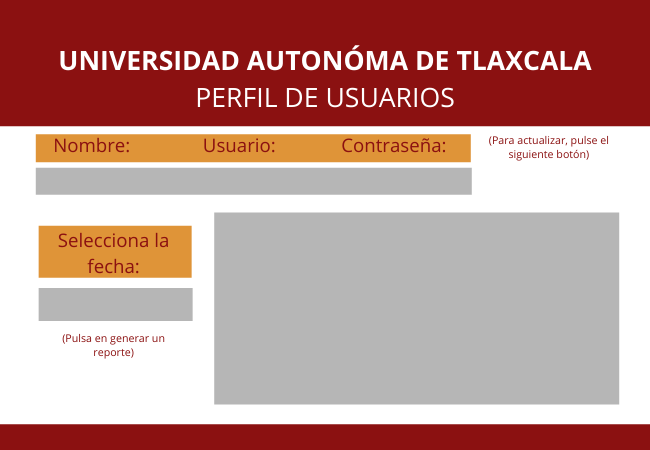 UNIVERSIDAD AUTONÓMA DE TLAXCALA
PERFIL DE USUARIOS
Nombre: Usuario: Contraseña:
(Para actualizar, pulse el
siguiente botón)
Selecciona la
fecha:
(Pulsa en generar un
reporte)